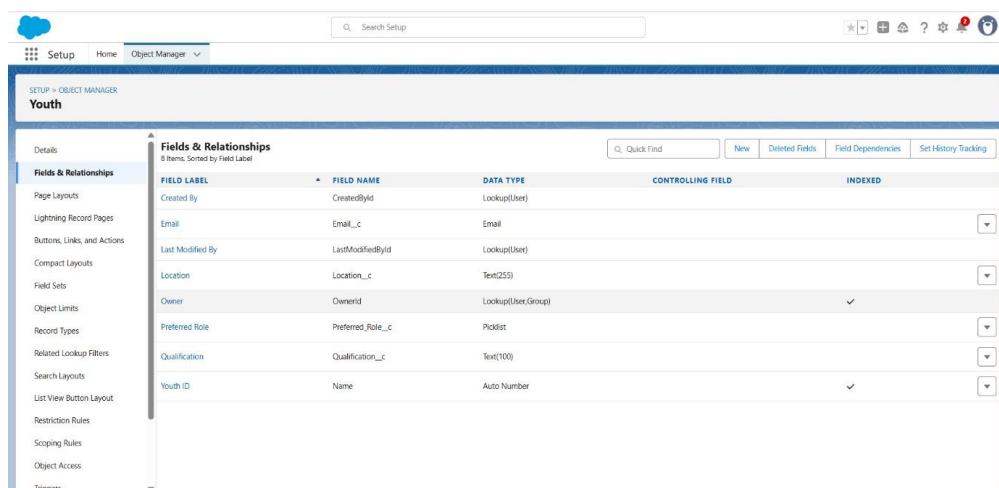 Search Setup
2
Setup Home Object Manager
SETUP > OBJECT MANAGER
Youth
Details
Fields & Relationships
Page Layouts
Lightning Record Pages
Buttons, Links, and Actions
Compact Layouts
Field Sets
Object Limits
Record Types
Related Lookup Filters
Search Layouts
List View Button Layout
Restriction Rules
Scoping Rules
Object Access
Triggers
Fields & Relationships
8 Items, Sorted by Field Label
Quick Find New Deleted Fields Field Dependencies Set History Tracking
FIELD LABEL FIELD NAME DATA TYPE CONTROLLING FIELD INDEXED
Created By CreatedById Lookup(User)
Email Email__c Email
Last Modified By LastModifiedById Lookup(User)
Location Location__c Text(255)
Owner OwnerId Lookup(User,Group)
Preferred Role Preferred_Role__c Picklist
Qualification Qualification__c Text(100)
Youth ID Name Auto Number